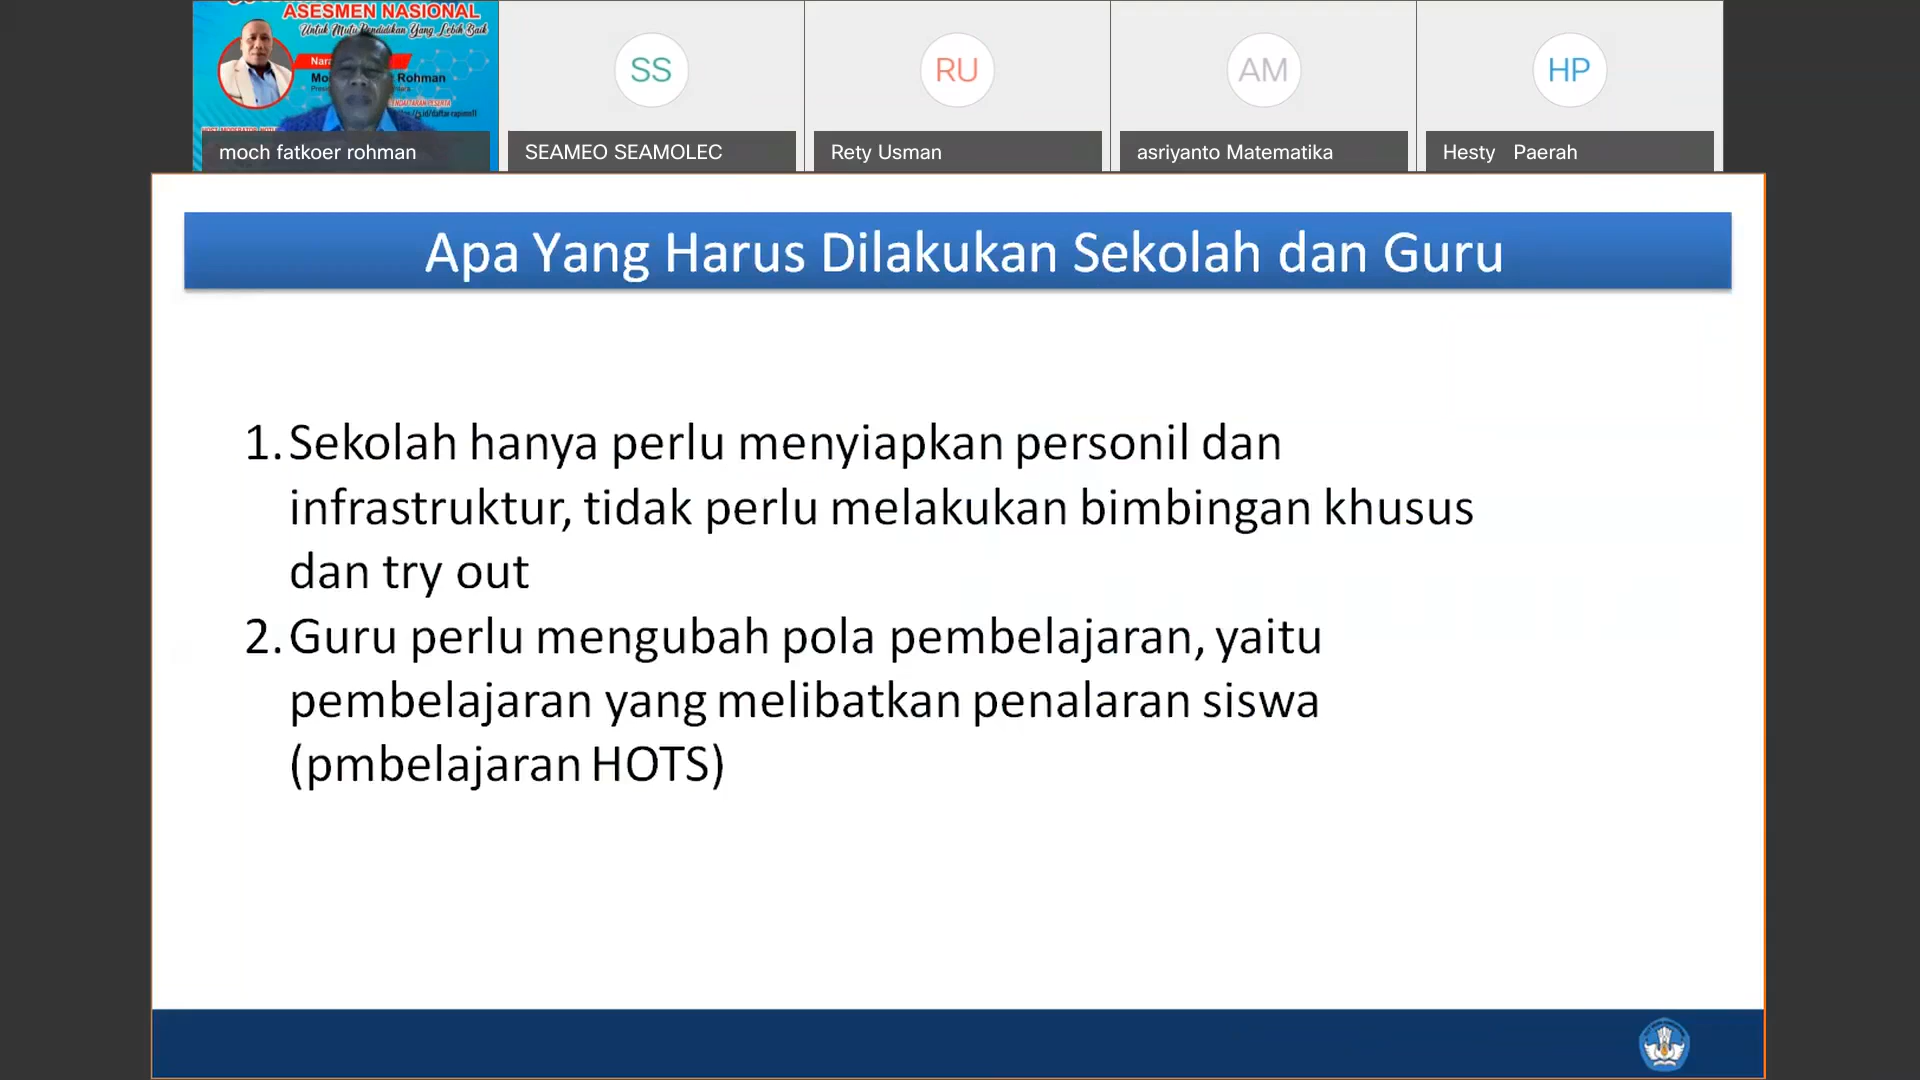 ASESMEN NASIONAL
Untuk Mutu Pendidikan Yang Lebih Baik
Rohman
moch fatkoer rohman
SS
SEAMEO SEAMOLEC
RU
Rety Usman
AM
asriyanto Matematika
HP
Hesty Paerah
Apa Yang Harus Dilakukan Sekolah dan Guru
1. Sekolah hanya perlu menyiapkan personil dan
infrastruktur, tidak perlu melakukan bimbingan khusus
dan try out
2. Guru perlu mengubah pola pembelajaran, yaitu
pembelajaran yang melibatkan penalaran siswa
(pmbelajaran HOTS)